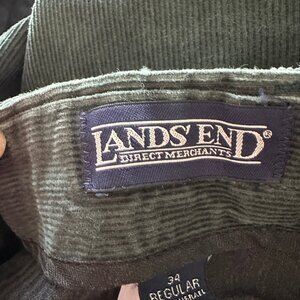 LANDS' END®
DIRECT MERCHANTS
34
REGULAR